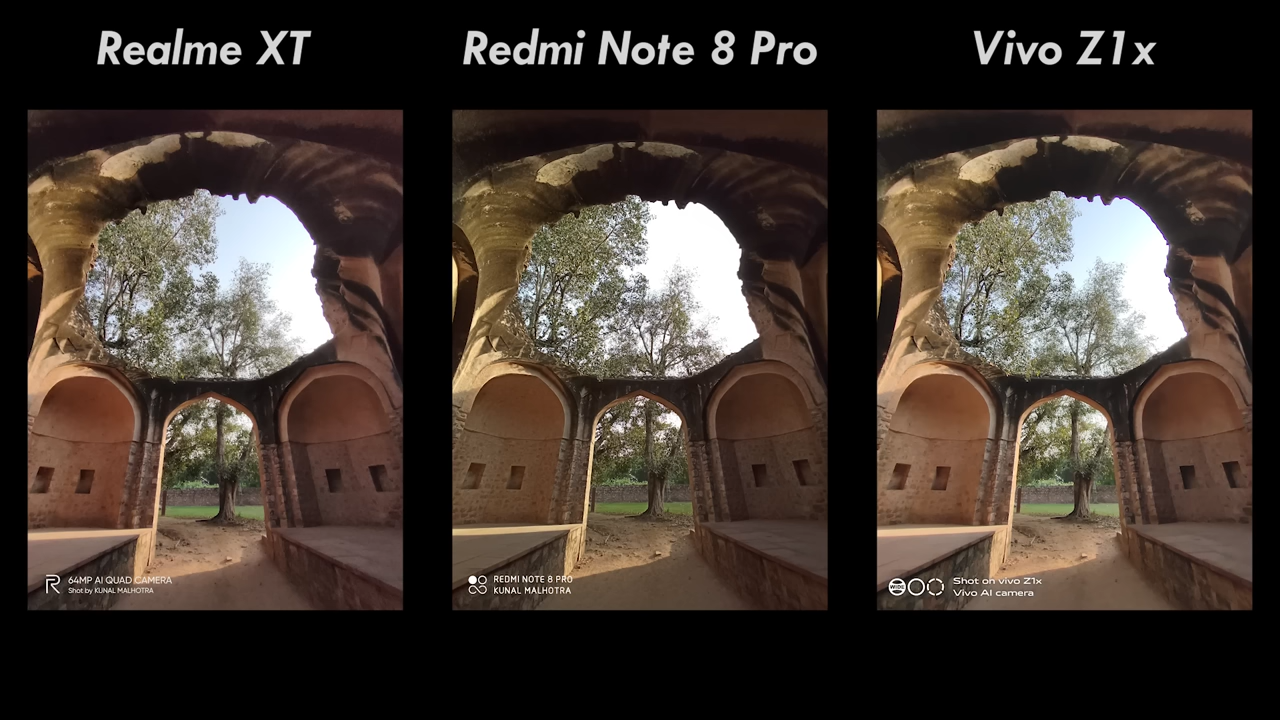 Realme XT
Redmi Note 8 Pro
Vivo Z1x
64MP AI QUAD CAMERA
Shot by KUNAL MALHOTRA
REDMI NOTE 8 PRO
KUNAL MALHOTRA
WIDE
Shot on vivo Z1x
Vivo AI camera